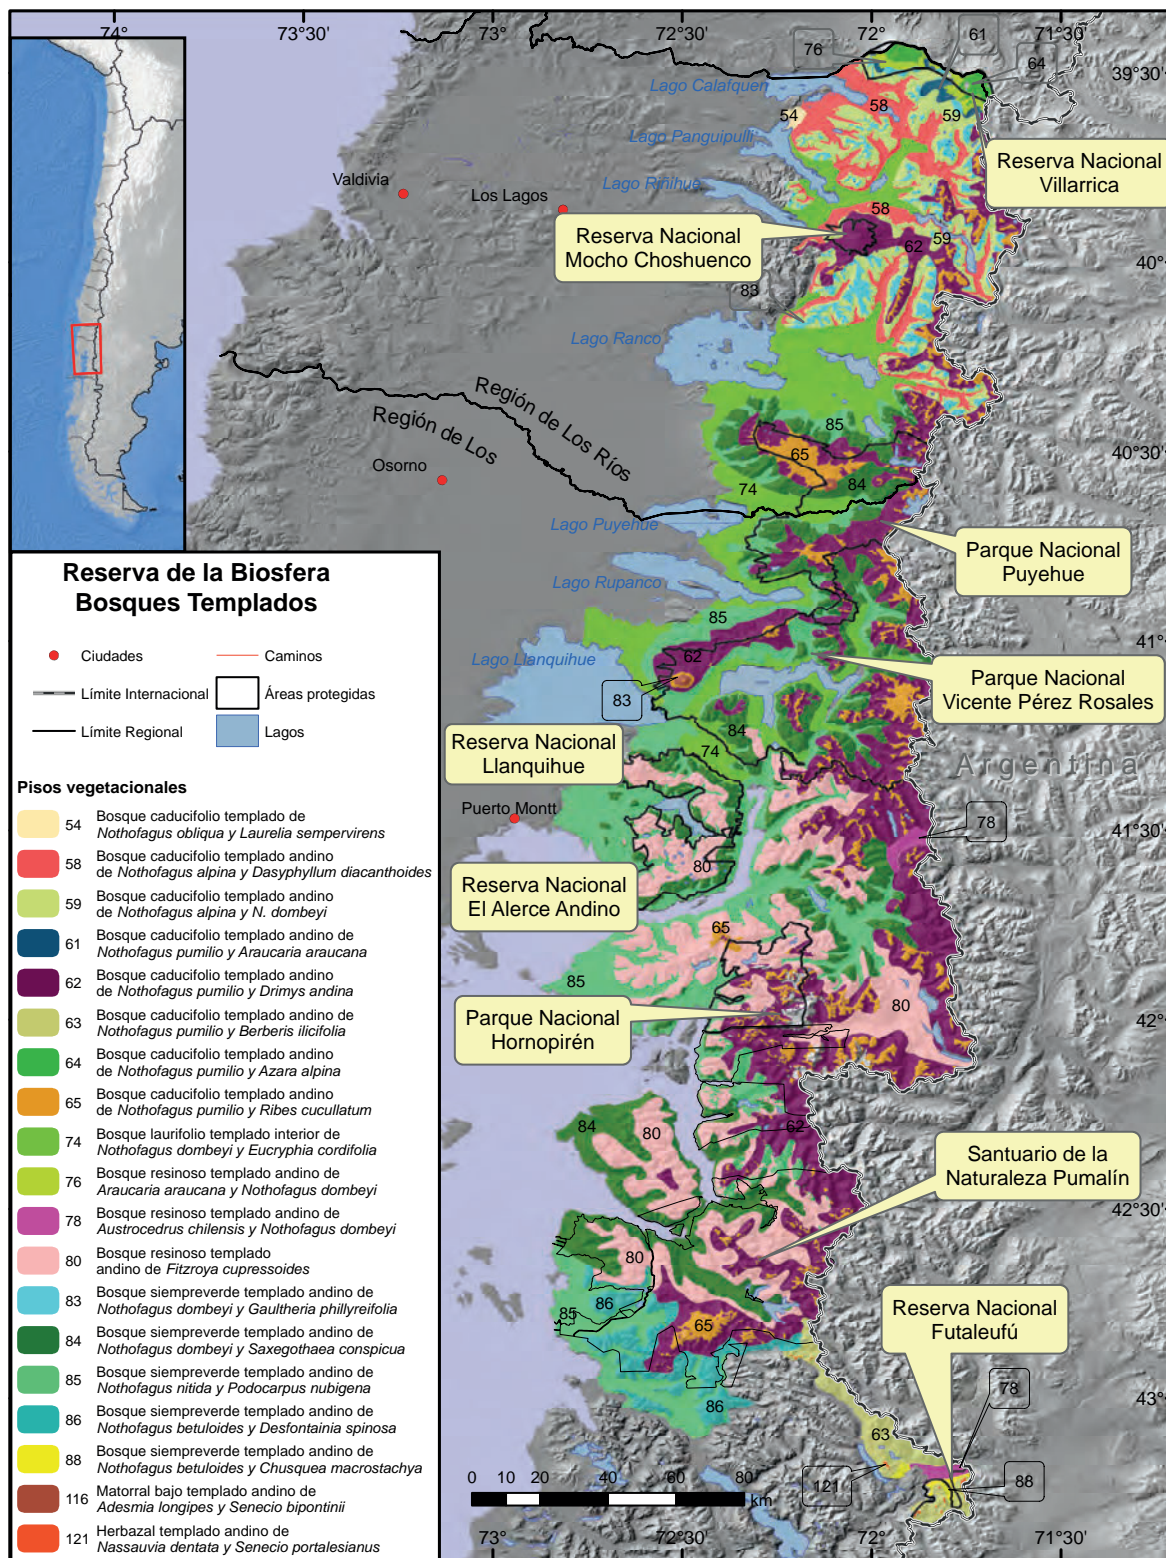 74°
73°30'
73°
72°30'
72°
71°30'
39°30'
40°
40°30'
41°
41°30'
42°
42°30'
43°
76
61
64
Lago Calafquen
58
54
59
Lago Panguipulli
Reserva Nacional
Villarrica
Valdivia
Los Lagos
Lago Riñihue
58
Reserva Nacional
Mocho Choshuenco
62
59
83
Lago Ranco
Región de Los Ríos
Región de Los
85
Osorno
65
74
84
Lago Puyehue
Parque Nacional
Puyehue
Lago Rupanco
85
Lago Llanquihue
62
83
Parque Nacional
Vicente Pérez Rosales
Reserva Nacional
Llanquihue
84
74
Argentina
Puerto Montt
78
80
Reserva Nacional
El Alerce Andino
65
85
80
Parque Nacional
Hornopirén
84
80
62
Santuario de la
Naturaleza Pumalín
80
86
85
65
Reserva Nacional
Futaleufú
86
78
63
121
88
0 10 20 40 60 80
km
73°
72°30'
72°
71°30'
Reserva de la Biosfera
Bosques Templados
Ciudades
Caminos
Límite Internacional
Áreas protegidas
Límite Regional
Lagos
Pisos vegetacionales
54 Bosque caducifolio templado de
Nothofagus obliqua y Laurelia sempervirens
58 Bosque caducifolio templado andino
de Nothofagus alpina y Dasyphyllum diacanthoides
59 Bosque caducifolio templado andino
de Nothofagus alpina y N. dombeyi
61 Bosque caducifolio templado andino de
Nothofagus pumilio y Araucaria araucana
62 Bosque caducifolio templado andino
de Nothofagus pumilio y Drimys andina
63 Bosque caducifolio templado andino de
Nothofagus pumilio y Berberis ilicifolia
64 Bosque caducifolio templado andino
de Nothofagus pumilio y Azara alpina
65 Bosque caducifolio templado andino
de Nothofagus pumilio y Ribes cucullatum
74 Bosque laurifolio templado interior de
Nothofagus dombeyi y Eucryphia cordifolia
76 Bosque resinoso templado andino de
Araucaria araucana y Nothofagus dombeyi
78 Bosque resinoso templado andino de
Austrocedrus chilensis y Nothofagus dombeyi
80 Bosque resinoso templado
andino de Fitzroya cupressoides
83 Bosque siempreverde templado andino de
Nothofagus dombeyi y Gaultheria phillyreifolia
84 Bosque siempreverde templado andino de
Nothofagus dombeyi y Saxegothaea conspicua
85 Bosque siempreverde templado andino de
Nothofagus nitida y Podocarpus nubigena
86 Bosque siempreverde templado andino de
Nothofagus betuloides y Desfontainia spinosa
88 Bosque siempreverde templado andino de
Nothofagus betuloides y Chusquea macrostachya
116 Matorral bajo templado andino de
Adesmia longipes y Senecio bipontinii
121 Herbazal templado andino de
Nassauvia dentata y Senecio portalesianus